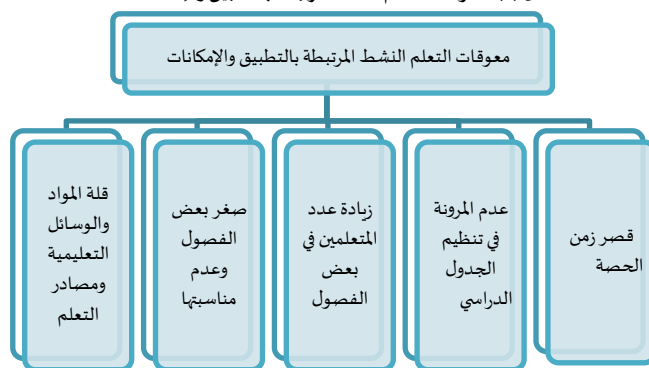 معوقات التعلم النشط المرتبطة بالتطبيق والإمكانات
قصر زمن
الحصة
عدم المرونة
في تنظيم
الجدول
الدراسي
زيادة عدد
المتعلمين في
بعض
الفصول
صغر بعض
الفصول
وعدم
مناسبتها
قلة المواد
والوسائل
التعليمية
ومصادر
التعلم